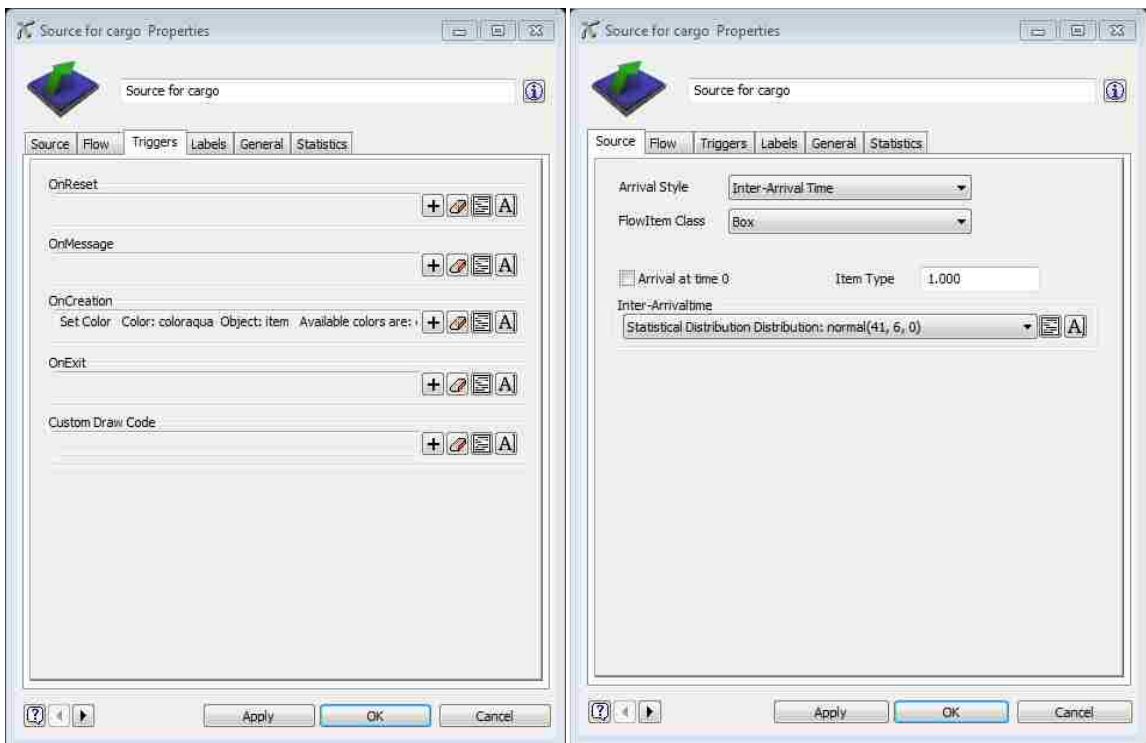 Source for cargo Properties
Source for cargo
Source Flow Triggers Labels General Statistics
OnReset
OnMessage
OnCreation
Set Color Color: coloraqua Object: item Available colors are:
OnExit
Custom Draw Code
Apply OK Cancel
Source for cargo Properties
Source for cargo
Source Flow Triggers Labels General Statistics
Arrival Style Inter-Arrival Time
FlowItem Class Box
Arrival at time 0 Item Type 1.000
Inter-Arrivaltime
Statistical Distribution Distribution: normal(41, 6, 0)
Apply OK Cancel